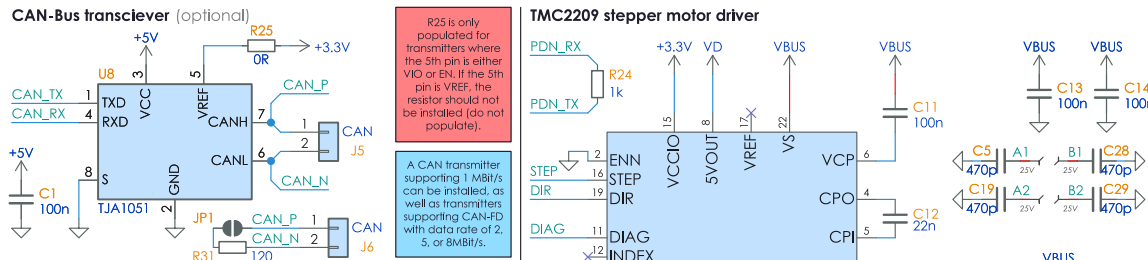 CAN-Bus transciever (optional)
+5V
R25
0R
+3.3V
U8
3
5
CAN_TX
1
TXD
VCC
VREF
CAN_RX
4
RXD
CANH
7
CAN_P
1
CAN
2
J5
CANL
6
CAN_N
+5V
C1
100n
8
S
GND
2
TJA1051
JP1
CAN_P
1
CAN
CAN_N
2
J6
R31
120
R25 is only
populated for
transmitters where
the 5th pin is either
VIO or EN. If the 5th
pin is VREF, the
resistor should not
be installed (do not
populate).
A CAN transmitter
supporting 1 MBit/s
can be installed, as
well as transmitters
supporting CAN-FD
with data rate of 2,
5, or 8MBit/s.
TMC2209 stepper motor driver
PDN_RX
R24
1k
PDN_TX
+3.3V
VD
VBUS
VBUS
15
8
17
22
VCCIO
5VOUT
VREF
VS
C11
100n
2
ENN
VCP
6
STEP
16
STEP
DIR
19
DIR
CPO
4
C12
22n
DIAG
11
DIAG
CPI
5
12
INDEX
VBUS
VBUS
C13
100n
C14
100n
C5
A1
B1
C28
470p
25V
25V
470p
C19
A2
B2
C29
470p
25V
25V
470p
VBUS